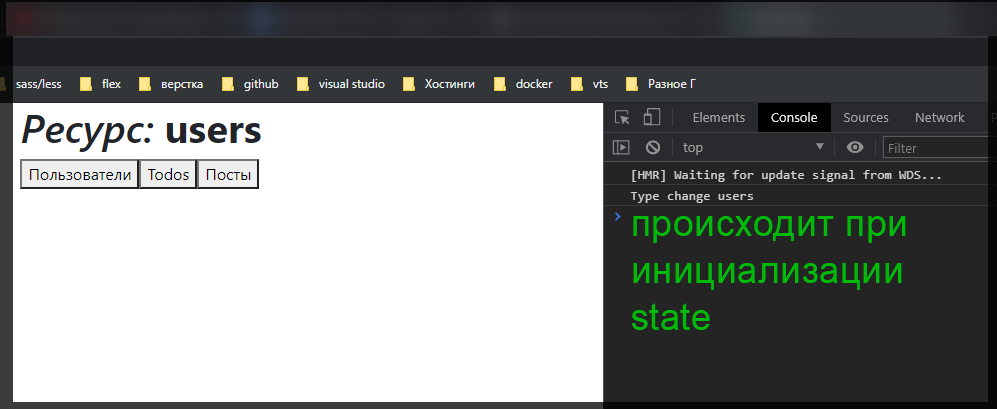 sass/less flex верстка github visual studio Хостинги docker vts Разное Г
Ресурс: users
Пользователи Todos Посты
Elements Console Sources Network
top Filter
[HMR] Waiting for update signal from WDS...
Type change users
происходит при
инициализации
state